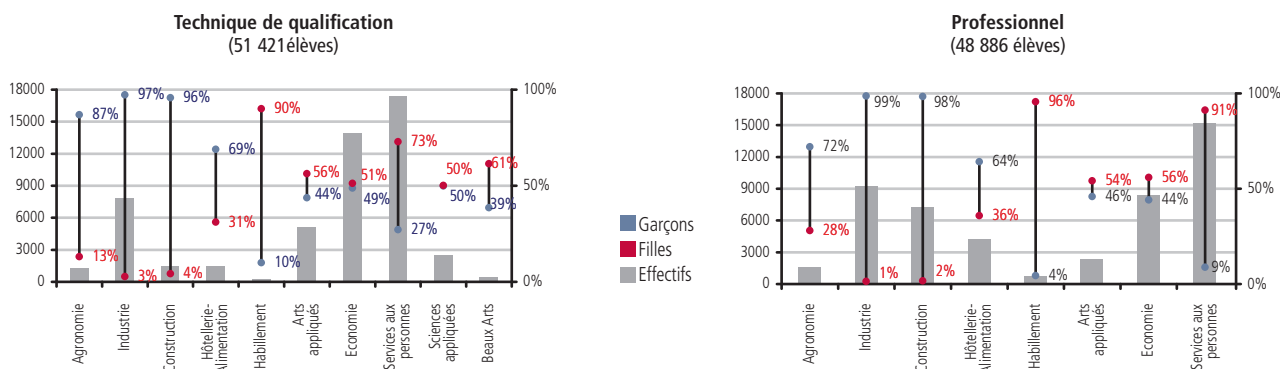 Technique de qualification
(51 421élèves)
18000
15000
12000
9000
6000
3000
0
100%
50%
0%
87%
13%
97%
3%
96%
4%
69%
31%
90%
10%
56%
44%
51%
49%
73%
27%
50%
50%
61%
39%
Agronomie
Industrie
Construction
Hôtellerie-
Alimentation
Habillement
Arts
appliqués
Economie
Services aux
personnes
Sciences
appliquées
Beaux Arts
Garçons
Filles
Effectifs
Professionnel
(48 886 élèves)
18000
15000
12000
9000
6000
3000
0
100%
50%
0%
72%
28%
99%
1%
98%
2%
64%
36%
96%
4%
54%
46%
56%
44%
91%
9%
Agronomie
Industrie
Construction
Hôtellerie-
Alimentation
Habillement
Arts
appliqués
Economie
Services aux
personnes